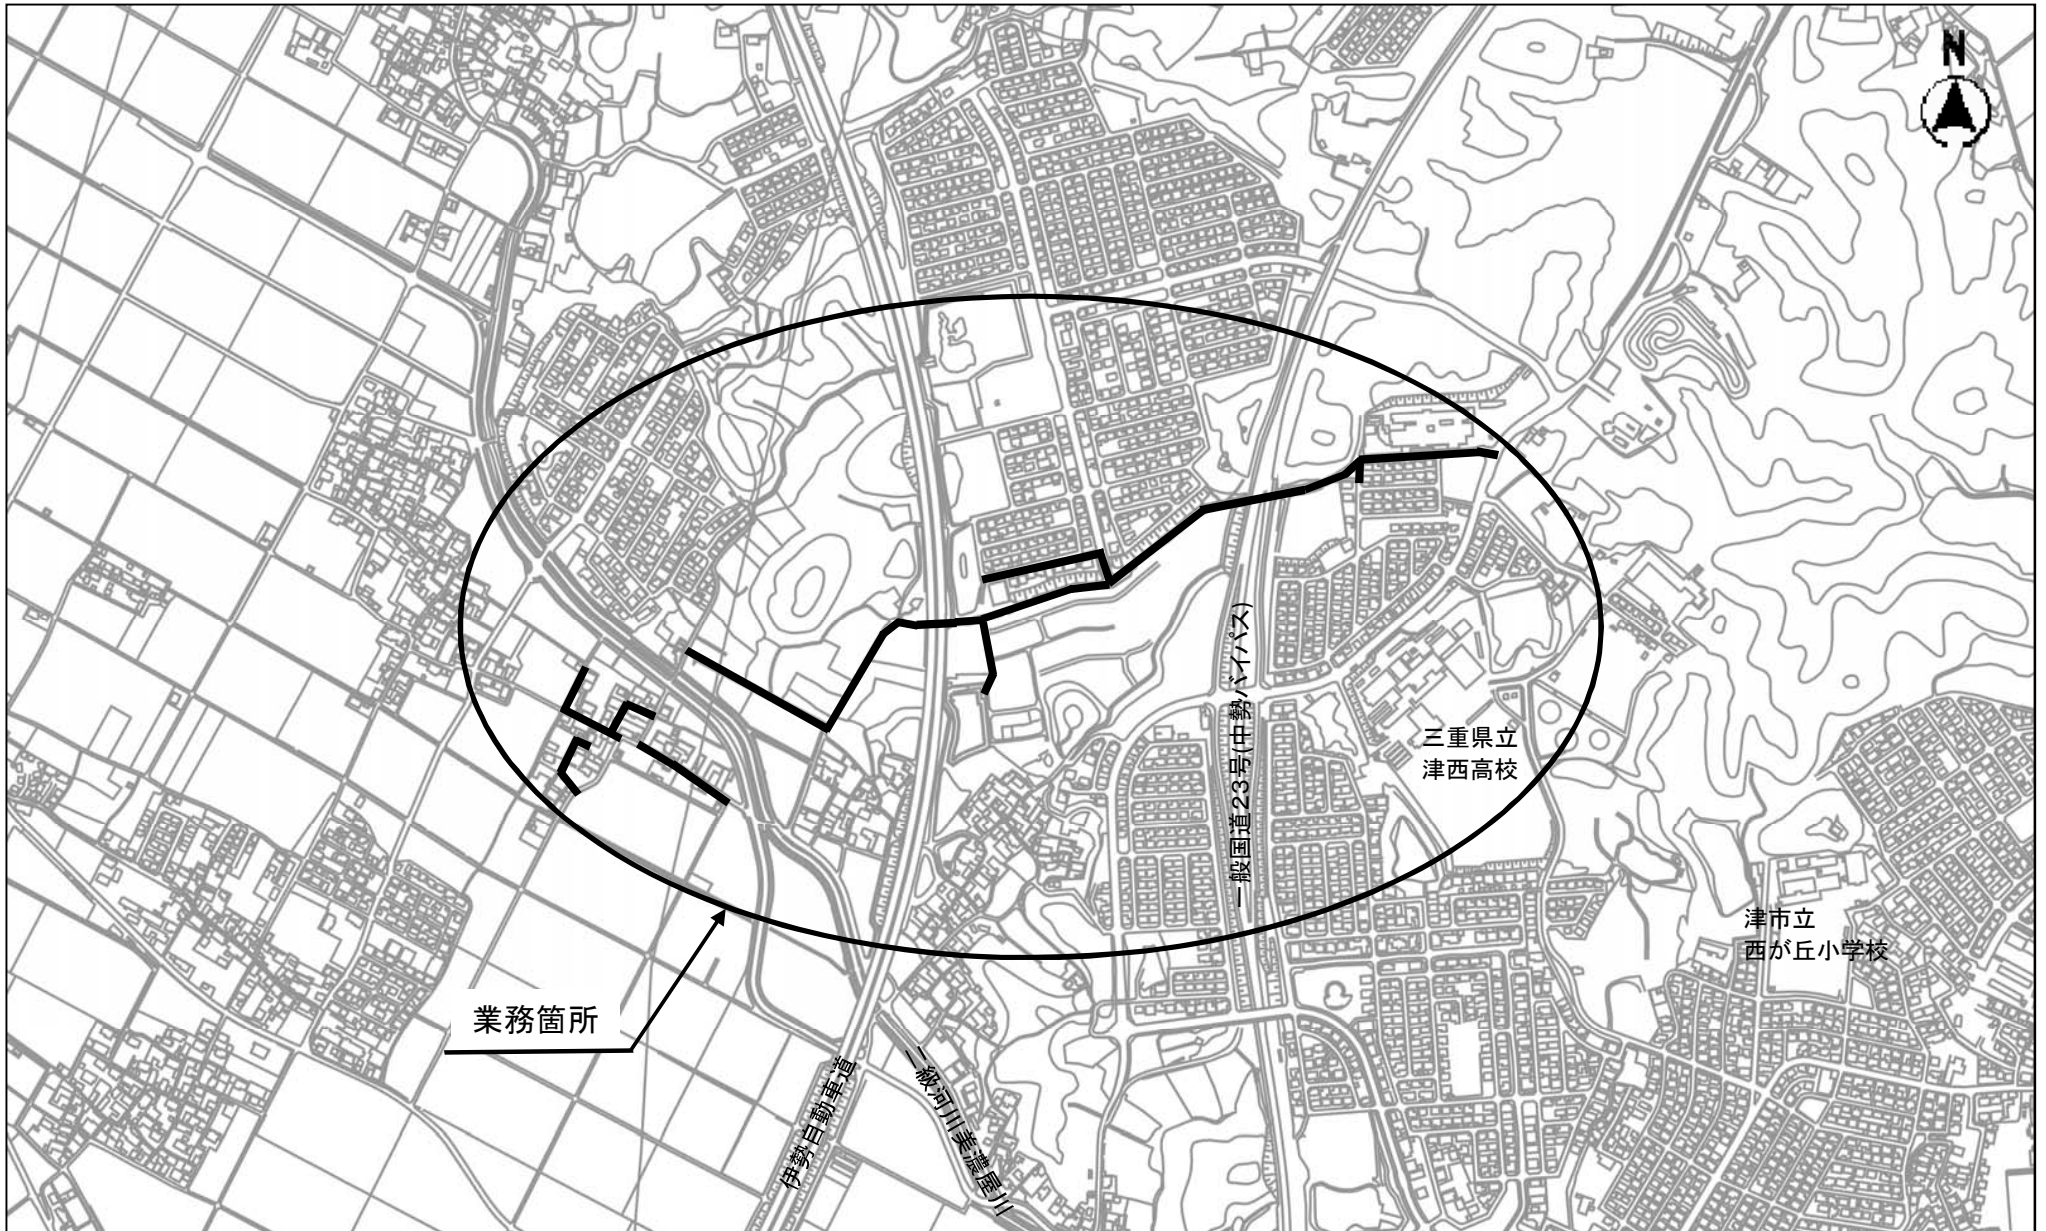 N
一般国道23号(中勢バイパス)
三重県立
津西高校
津市立
西が丘小学校
業務箇所
伊勢自動車道
二級河川美濃屋川